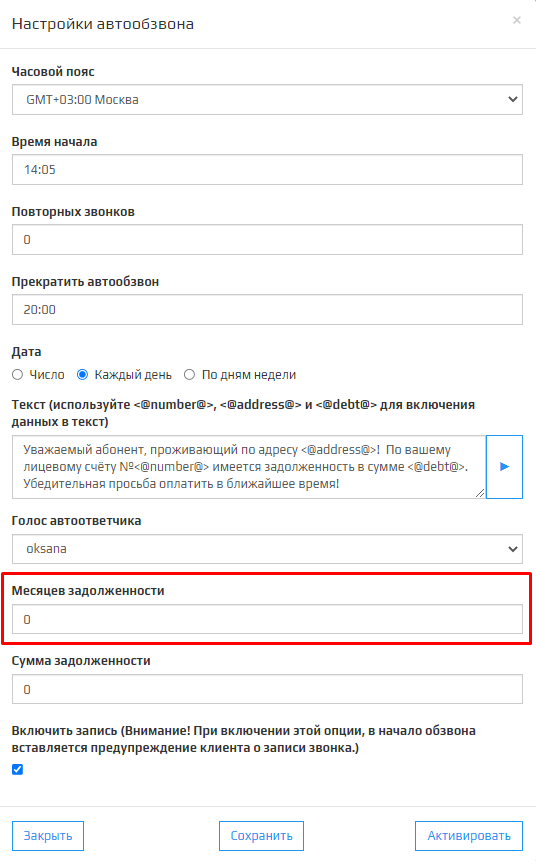 Настройки автообзвона
×
Часовой пояс
GMT+03:00 Москва
Время начала
14:05
Повторных звонков
0
Прекратить автообзвон
20:00
Дата
Число Каждый день По дням недели
Текст (используйте <@number@>, <@address@> и <@debt@> для включения
данных в текст)
Уважаемый абонент, проживающий по адресу <@address@>! По вашему
лицевому счёту №<@number@> имеется задолженность в сумме <@debt@>.
Убедительная просьба оплатить в ближайшее время!
Голос автоответчика
oksana
Месяцев задолженности
0
Сумма задолженности
0
Включить запись (Внимание! При включении этой опции, в начало обзвона
вставляется предупреждение клиента о записи звонка.)
Закрыть Сохранить Активировать